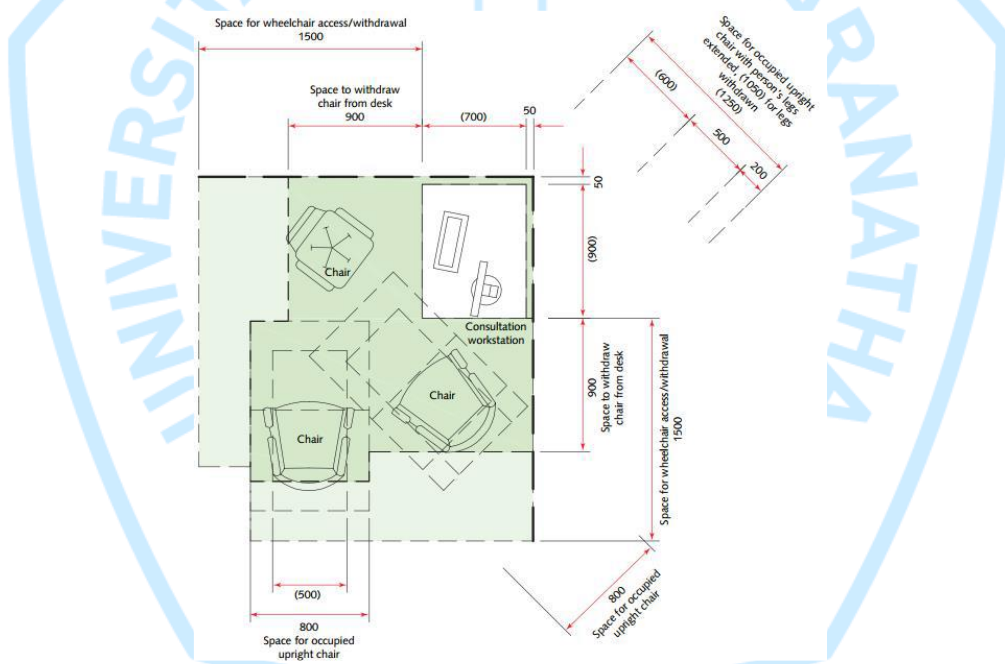 Space for wheelchair access/withdrawal
1500
Space to withdraw
chair from desk
900
(700)
50
Space for occupied upright
chair with person's legs
extended, (1050) for legs
withdrawn
(1250)
(600)
500
200
50
(900)
Chair
Consultation
workstation
900
Space to withdraw
chair from desk
Space for wheelchair access/withdrawal
1500
Chair
Chair
(500)
800
Space for occupied
upright chair
800
Space for occupied
upright chair
UNIVERSIT
RANATHA